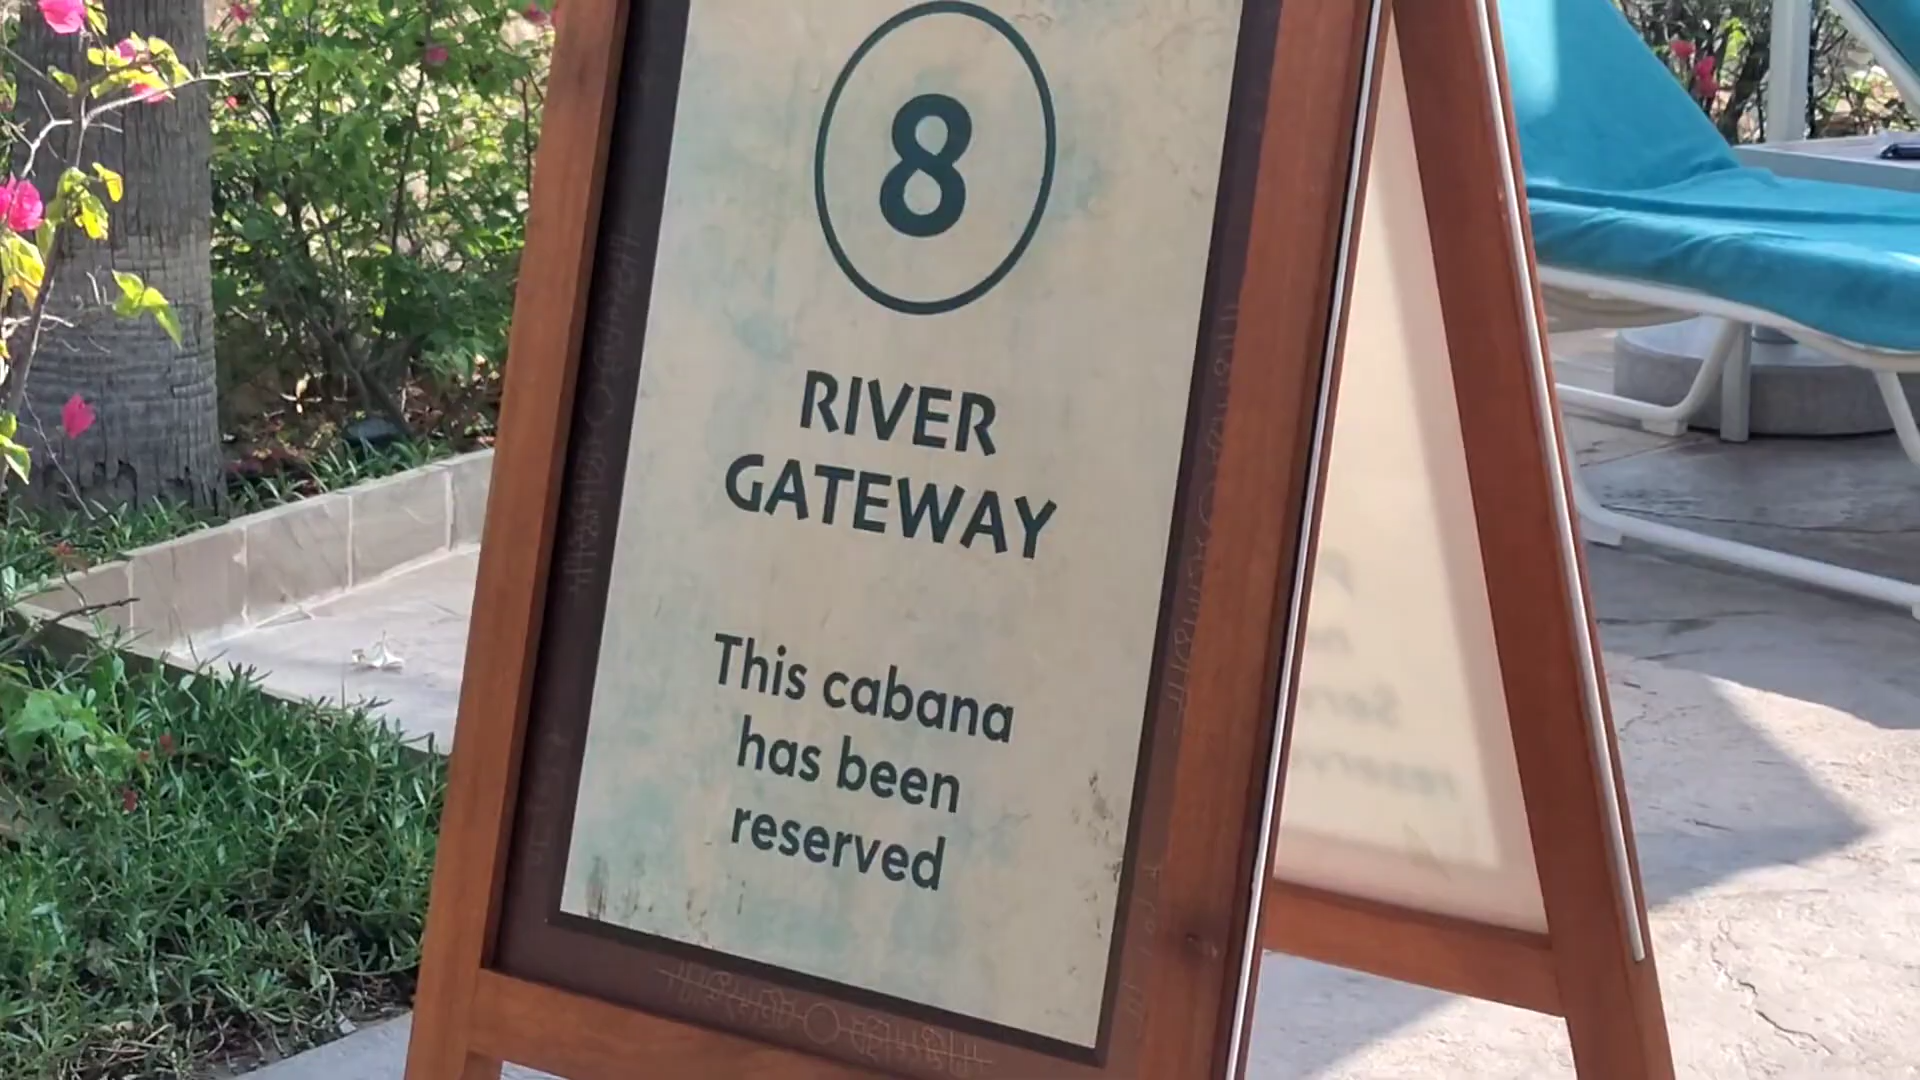 8
RIVER
GATEWAY
This cabana
has been
reserved